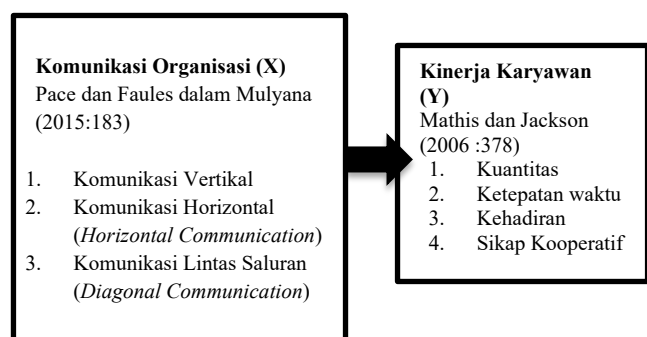 Komunikasi Organisasi (X)
Pace dan Faules dalam Mulyana
(2015:183)
1. Komunikasi Vertikal
2. Komunikasi Horizontal
(Horizontal Communication)
3. Komunikasi Lintas Saluran
(Diagonal Communication)
Kinerja Karyawan
(Y)
Mathis dan Jackson
(2006 :378)
1. Kuantitas
2. Ketepatan waktu
3. Kehadiran
4. Sikap Kooperatif